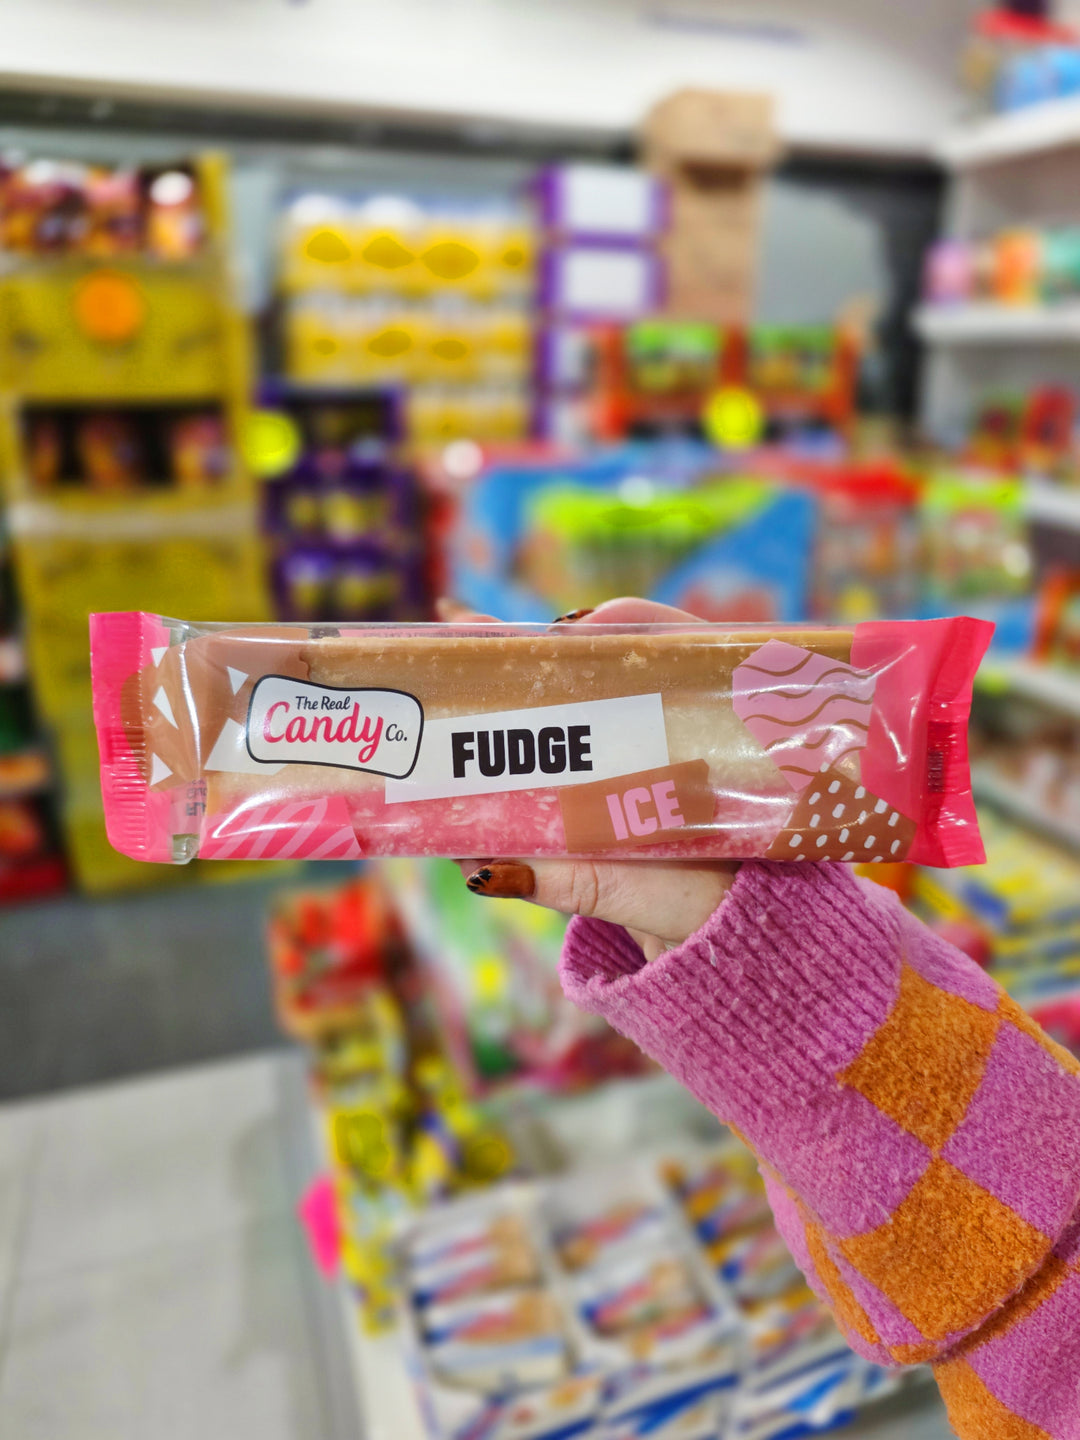 The Real
Candy Co.
FUDGE
ICE